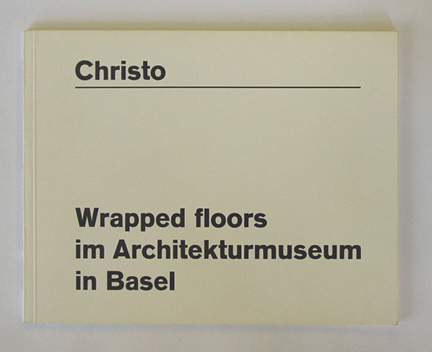 Christo
Wrapped floors
im Architekturmuseum
in Basel